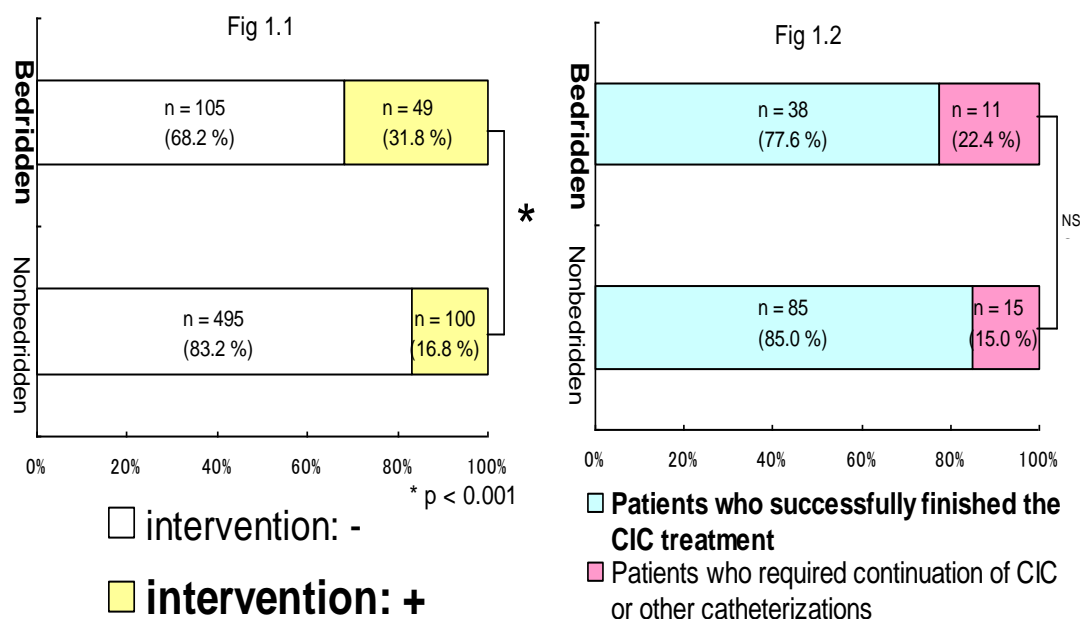 Fig 1.1
Bedridden
n = 105
(68.2 %)
n = 49
(31.8 %)
*
Nonbedridden
n = 495
(83.2 %)
n = 100
(16.8 %)
0% 20% 40% 60% 80% 100%
* p < 0.001
intervention: -
intervention: +
Fig 1.2
Bedridden
n = 38
(77.6 %)
n = 11
(22.4 %)
NS
Nonbedridden
n = 85
(85.0 %)
n = 15
(15.0 %)
0% 20% 40% 60% 80% 100%
Patients who successfully finished the
CIC treatment
Patients who required continuation of CIC
or other catheterizations